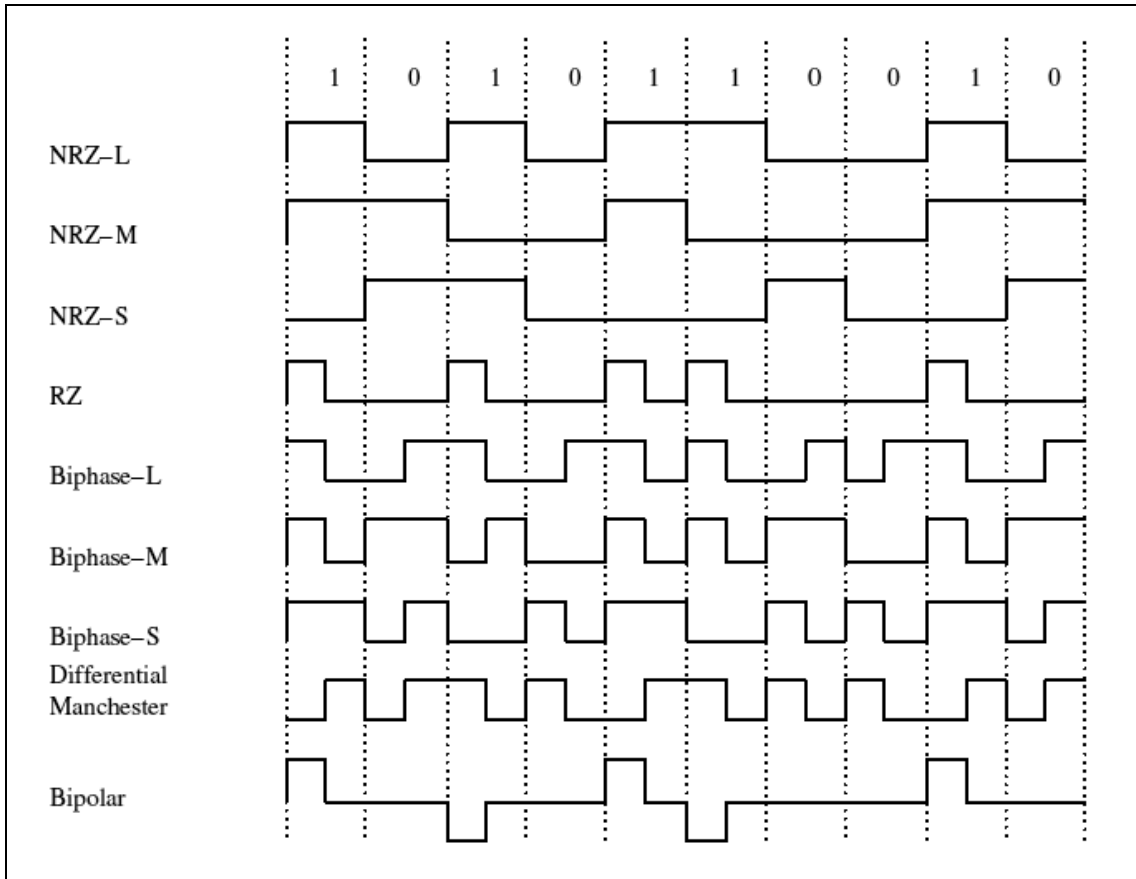 1 0 1 0 1 1 0 0 1 0
NRZ–L
NRZ–M
NRZ–S
RZ
Biphase–L
Biphase–M
Biphase–S
Differential
Manchester
Bipolar